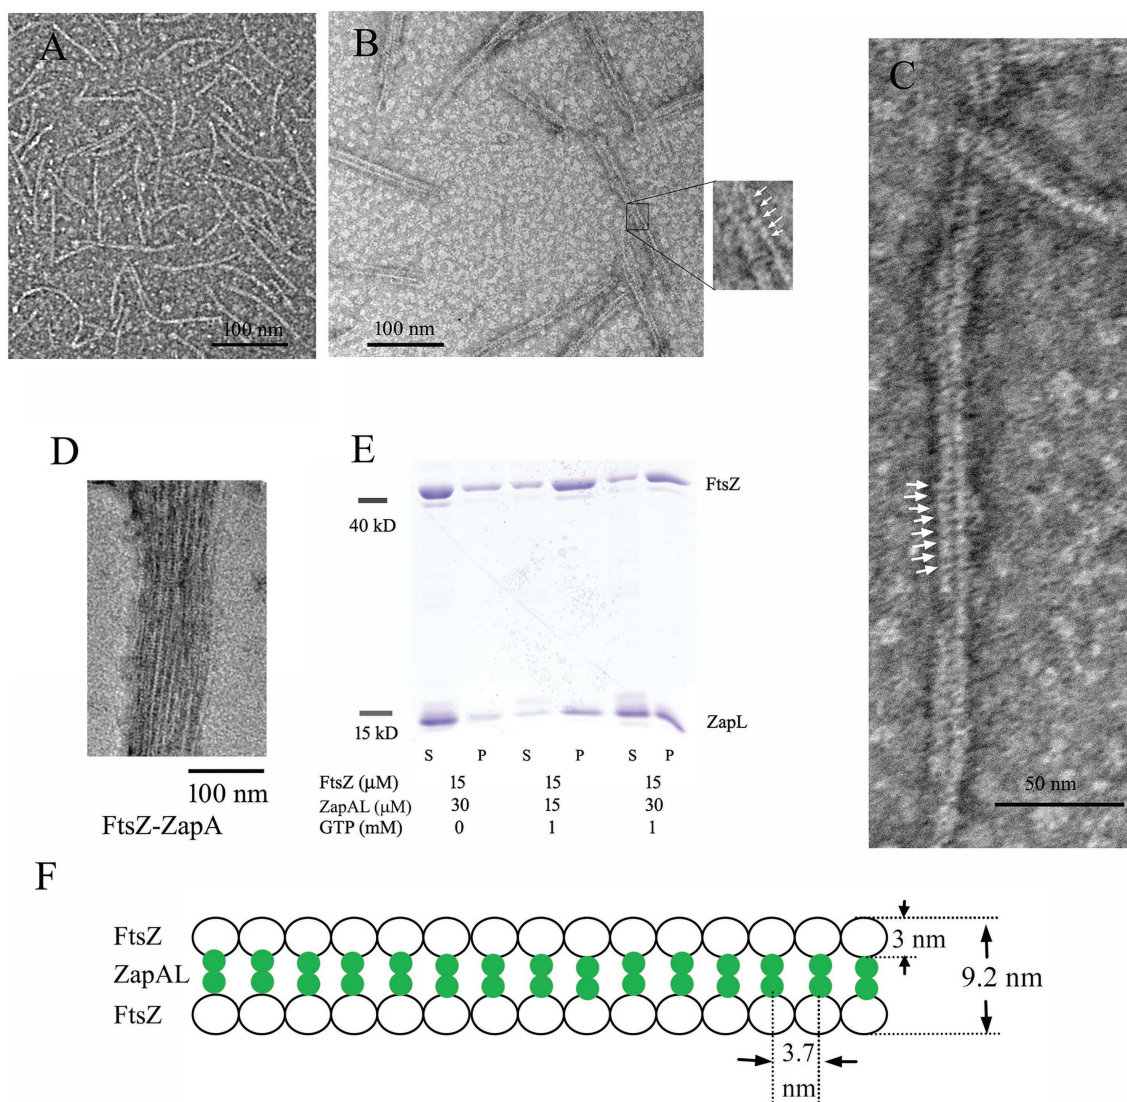 A
B
C
100 nm
100 nm
50 nm
D
100 nm
FtsZ-ZapA
E
FtsZ
40 kD
15 kD
ZapL
S P S P S P
FtsZ (μM) 15 15 15
ZapAL (μM) 30 15 30
GTP (mM) 0 1 1
F
FtsZ
ZapAL
FtsZ
3 nm
9.2 nm
3.7
nm